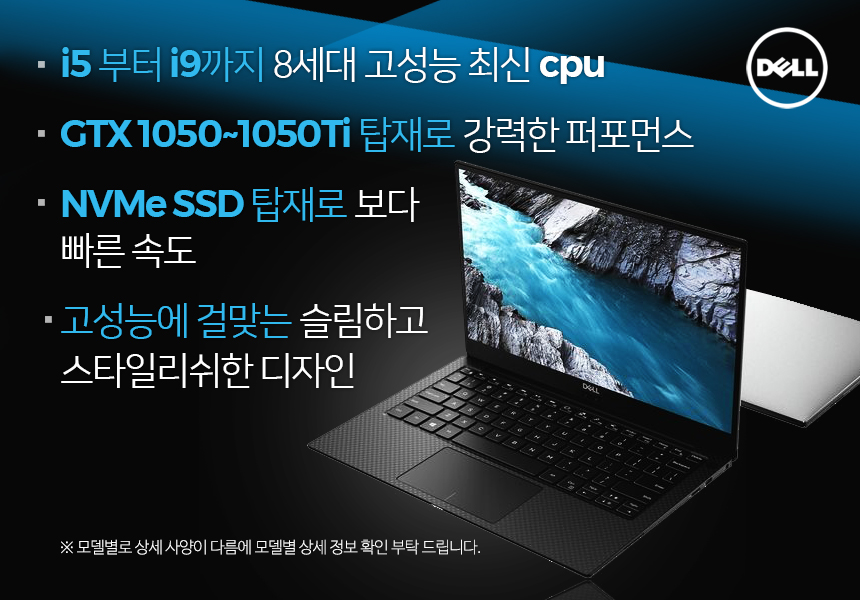 ▪ i5 부터 i9까지 8세대 고성능 최신 cpu
DELL
▪ GTX 1050~1050Ti 탑재로 강력한 퍼포먼스
▪ NVMe SSD 탑재로 보다
빠른 속도
▪ 고성능에 걸맞는 슬림하고
스타일리쉬한 디자인
DELL
※ 모델별로 상세 사양이 다름에 모델별 상세 정보 확인 부탁 드립니다.